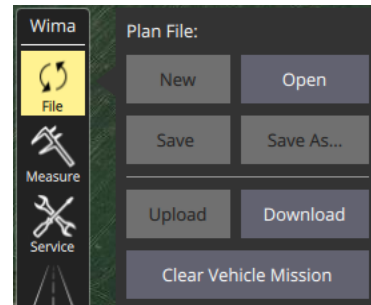 Wima
Plan File:
File
New
Open
Save
Save As...
Measure
Upload
Download
Service
Clear Vehicle Mission